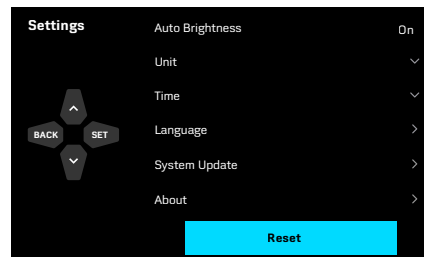 Settings
Auto Brightness On
Unit
Time
BACK SET
Language
System Update
About
Reset